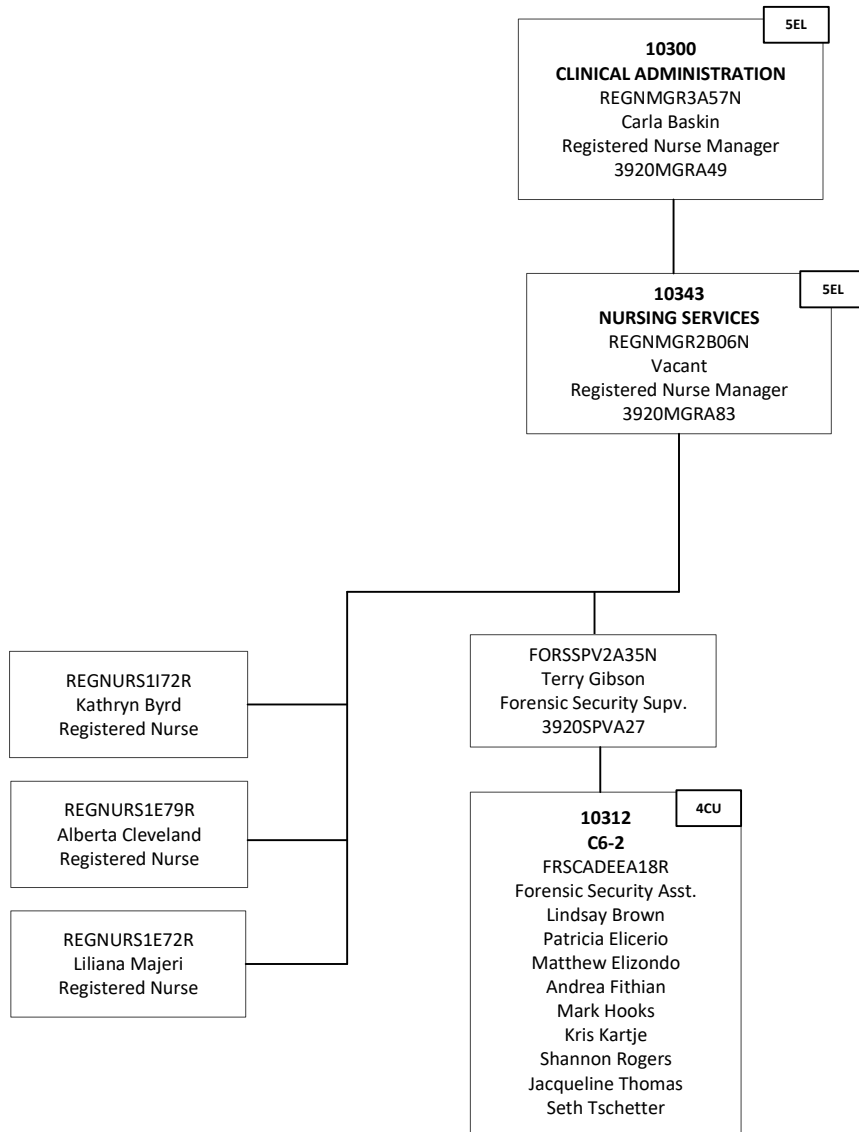 5EL
10300
CLINICAL ADMINISTRATION
REGNMGR3A57N
Carla Baskin
Registered Nurse Manager
3920MGRA49
5EL
10343
NURSING SERVICES
REGNMGR2B06N
Vacant
Registered Nurse Manager
3920MGRA83
FORSSPV2A35N
Terry Gibson
Forensic Security Supv.
3920SPVA27
REGNURS1I72R
Kathryn Byrd
Registered Nurse
REGNURS1E79R
Alberta Cleveland
Registered Nurse
REGNURS1E72R
Liliana Majeri
Registered Nurse
4CU
10312
C6-2
FRSCADEEA18R
Forensic Security Asst.
Lindsay Brown
Patricia Elicerio
Matthew Elizondo
Andrea Fithian
Mark Hooks
Kris Kartje
Shannon Rogers
Jacqueline Thomas
Seth Tschetter